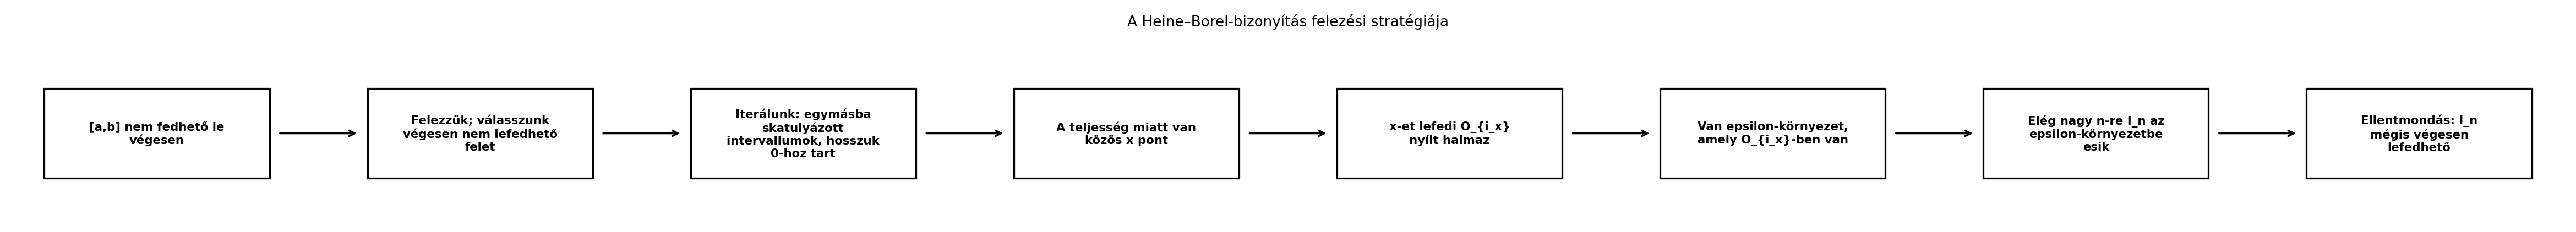 A Heine–Borel-bizonyítás felezési stratégiája
[a,b] nem fedhető le
végesen
Felezzük; válasszunk
végesen nem lefedhető
felet
Iterálunk: egymásba
skatulyázott
intervallumok, hosszuk
0-hoz tart
A teljesség miatt van
közös x pont
x-et lefedi O_{i_x}
nyílt halmaz
Van epsilon-környezet,
amely O_{i_x}-ben van
Elég nagy n-re I_n az
epsilon-környezetbe
esik
Ellentmondás: I_n
mégis végesen
lefedhető